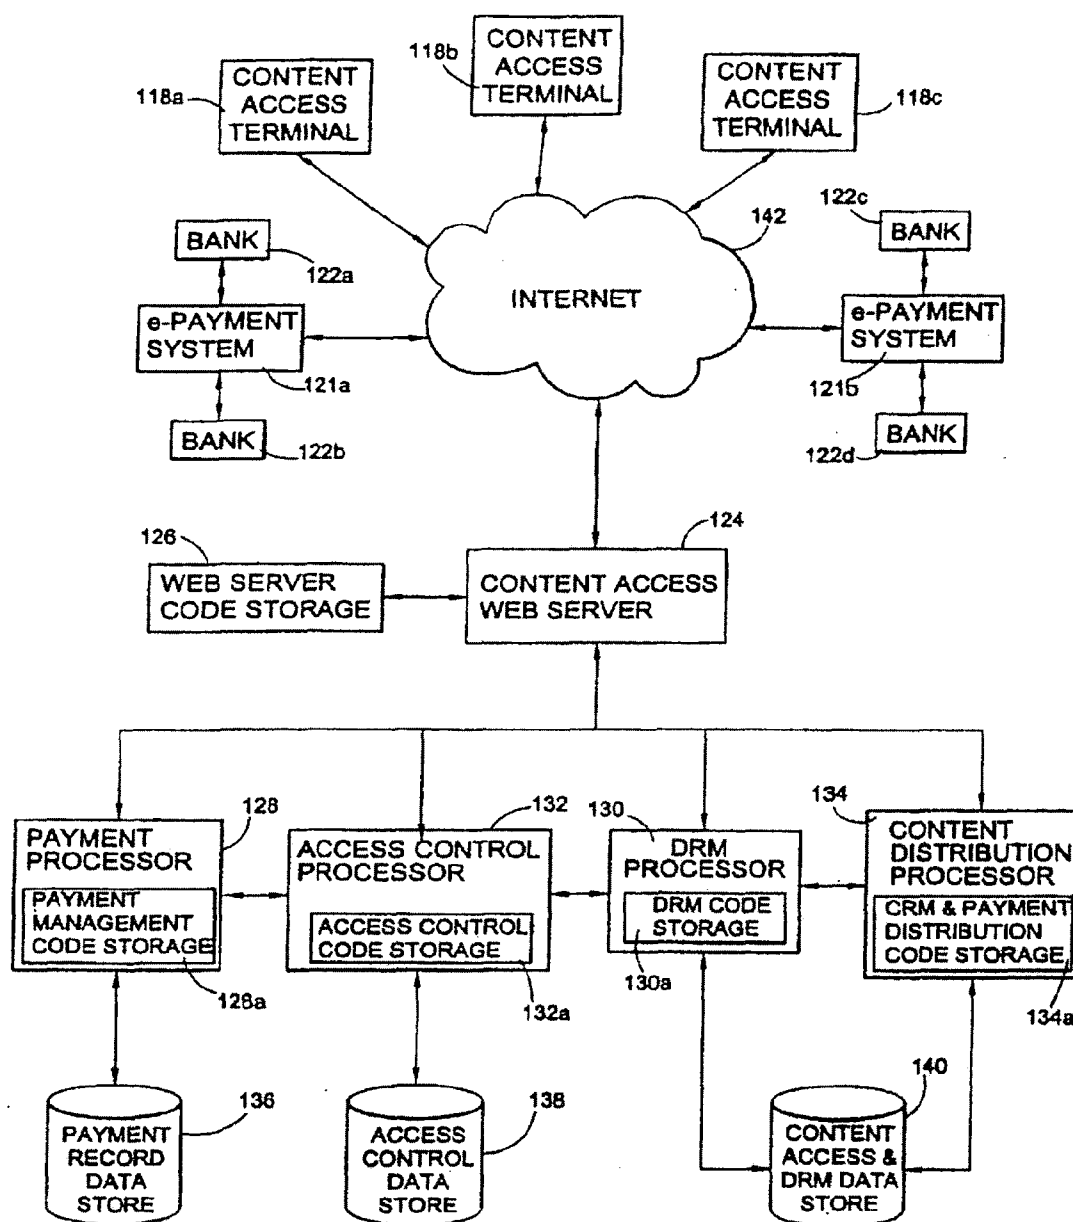 118a
CONTENT
ACCESS
TERMINAL
118b
CONTENT
ACCESS
TERMINAL
118c
CONTENT
ACCESS
TERMINAL
BANK
122a
e-PAYMENT
SYSTEM
121a
BANK
122b
INTERNET
142
122c
BANK
e-PAYMENT
SYSTEM
121b
BANK
122d
126
WEB SERVER
CODE STORAGE
124
CONTENT ACCESS
WEB SERVER
128
PAYMENT
PROCESSOR
PAYMENT
MANAGEMENT
CODE STORAGE
128a
132
ACCESS CONTROL
PROCESSOR
ACCESS CONTROL
CODE STORAGE
132a
130
DRM
PROCESSOR
DRM CODE
STORAGE
130a
134
CONTENT
DISTRIBUTION
PROCESSOR
CRM & PAYMENT
DISTRIBUTION
CODE STORAGE
134a
136
PAYMENT
RECORD
DATA
STORE
138
ACCESS
CONTROL
DATA
STORE
140
CONTENT
ACCESS &
DRM DATA
STORE